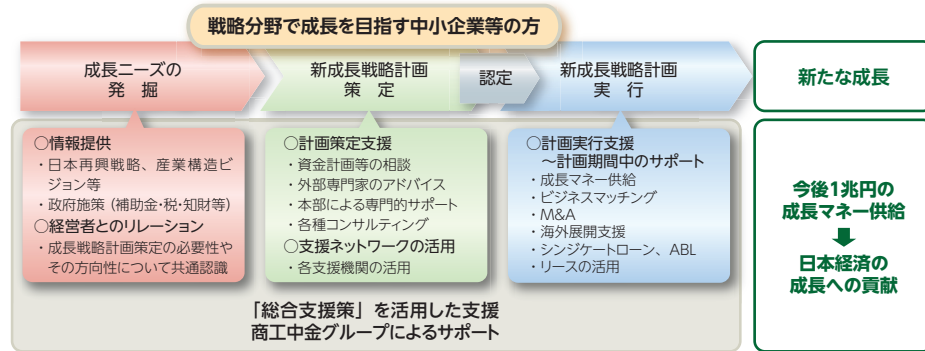 戦略分野で成長を目指す中小企業等の方
成長ニーズの
発 掘
新成長戦略計画
策 定
認定
新成長戦略計画
実 行
新たな成長
○情報提供
・日本再興戦略、産業構造ビ
ジョン等
・政府施策（補助金・税・知財等）
○経営者とのリレーション
・成長戦略計画策定の必要性や
その方向性について共通認識
○計画策定支援
・資金計画等の相談
・外部専門家のアドバイス
・本部による専門的サポート
・各種コンサルティング
○支援ネットワークの活用
・各支援機関の活用
○計画実行支援
～計画期間中のサポート
・成長マネー供給
・ビジネスマッチング
・M&A
・海外展開支援
・シンジケートローン、ABL
・リースの活用
今後1兆円の
成長マネー供給
日本経済の
成長への貢献
「総合支援策」を活用した支援
商工中金グループによるサポート